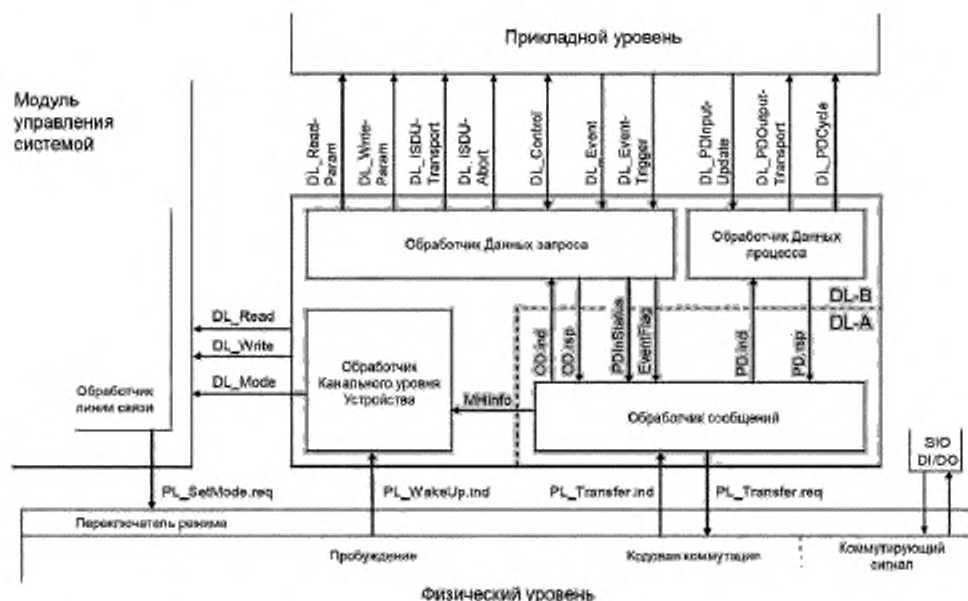 Прикладной уровень
Модуль
управления
системой
DL_Read-
Param
DL_Write-
Param
DL_ISDU-
Transport
DL_ISDU-
Abort
DL_Control
DL_Event
DL_Event-
Trigger
DL_PDInput-
Update
DL_PDOutput-
Transport
DL_PDCycle
Обработчик Данных запроса
Обработчик Данных
процесса
DL-B
DL-A
DL_Read
DL_Write
DL_Mode
OD.ind
OD.rsp
PDInStatus
EventFlag
PD.ind
PD.rsp
Обработчик
Канального уровня
Устройства
MHInfo
Обработчик сообщений
Обработчик
линии связи
SIO
DI/DO
PL_SetMode.req
PL_WakeUp.ind
PL_Transfer.ind
PL_Transfer.req
Переключатель режима
Пробуждение
Кодовая коммутация
Коммутирующий
сигнал
Физический уровень